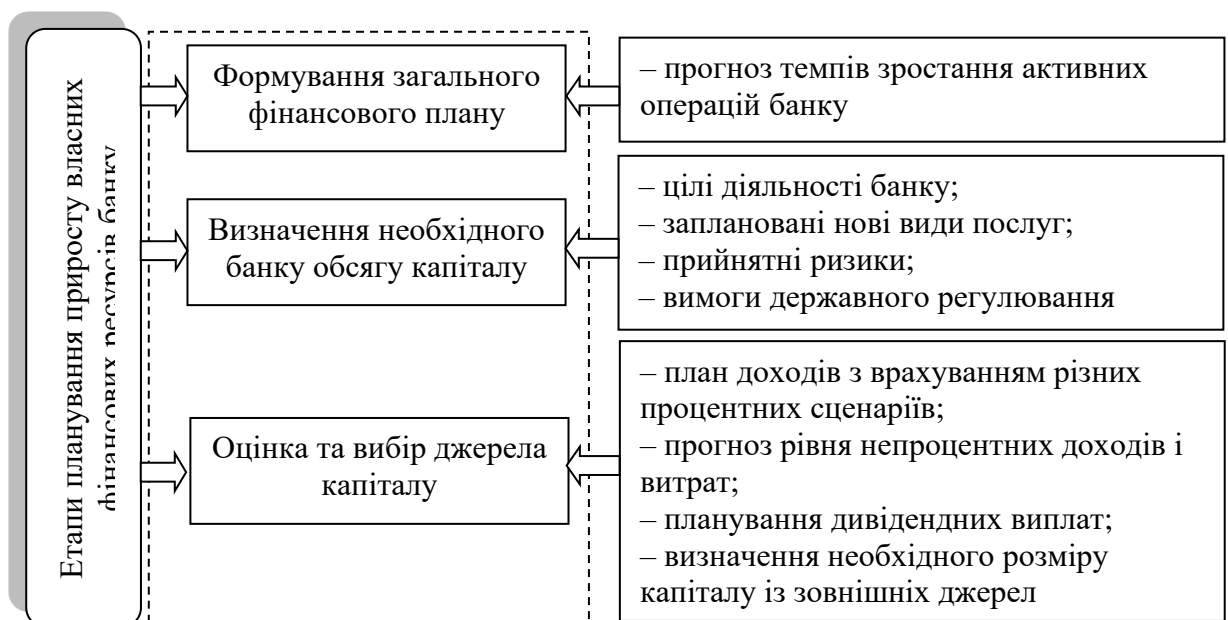 Етапи планування приросту власних
фінансових ресурсів банку
Формування загального
фінансового плану
– прогноз темпів зростання активних
операцій банку
Визначення необхідного
банку обсягу капіталу
– цілі діяльності банку;
– заплановані нові види послуг;
– прийнятні ризики;
– вимоги державного регулювання
Оцінка та вибір джерела
капіталу
– план доходів з врахуванням різних
процентних сценаріїв;
– прогноз рівня непроцентних доходів і
витрат;
– планування дивідендних виплат;
– визначення необхідного розміру
капіталу із зовнішніх джерел